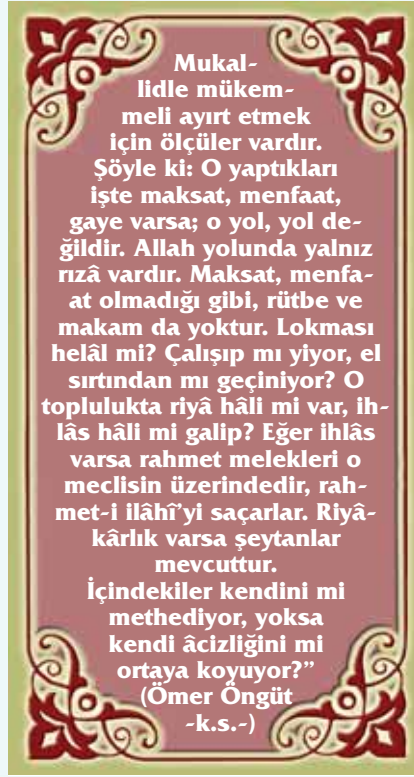 Mukal-
lidle mükem-
meli ayırt etmek
için ölçüler vardır.
Şöyle ki: O yaptıkları
işte maksat, menfaat,
gaye varsa; o yol, yol de-
ğildir. Allah yolunda yalnız
rızâ vardır. Maksat, menfa-
at olmadığı gibi, rütbe ve
makam da yoktur. Lokması
helâl mi? Çalışıp mı yiyor, el
sırtından mı geçiniyor? O
toplulukta riyâ hâli mi var, ih-
lâs hâli mi galip? Eğer ihlâs
varsa rahmet melekleri o
meclisin üzerindedir, rah-
met-i ilâhî’yi saçarlar. Riyâ-
kârlık varsa şeytanlar
mevcuttur.
İçindekiler kendini mi
methediyor, yoksa
kendi âcizliğini mi
ortaya koyuyor?”
(Ömer Öngüt
-k.s.-)